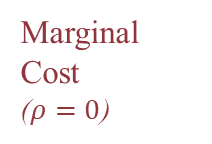 Marginal
Cost
(ρ = 0)